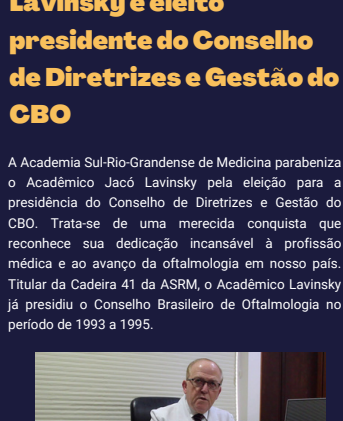 Lavinsky é eleito
presidente do Conselho
de Diretrizes e Gestão do
CBO
A Academia Sul-Rio-Grandense de Medicina parabeniza
o Acadêmico Jacó Lavinsky pela eleição para a
presidência do Conselho de Diretrizes e Gestão do
CBO. Trata-se de uma merecida conquista que
reconhece sua dedicação incansável à profissão
médica e ao avanço da oftalmologia em nosso país.
Titular da Cadeira 41 da ASRM, o Acadêmico Lavinsky
já presidiu o Conselho Brasileiro de Oftalmologia no
período de 1993 a 1995.